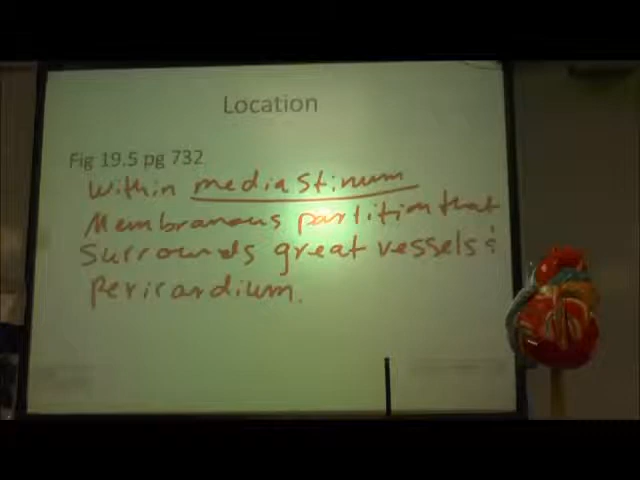 Location
Fig 19.5 pg 732
Within mediastinum
Membranous partition that
Surrounds great vessels &
pericardium.